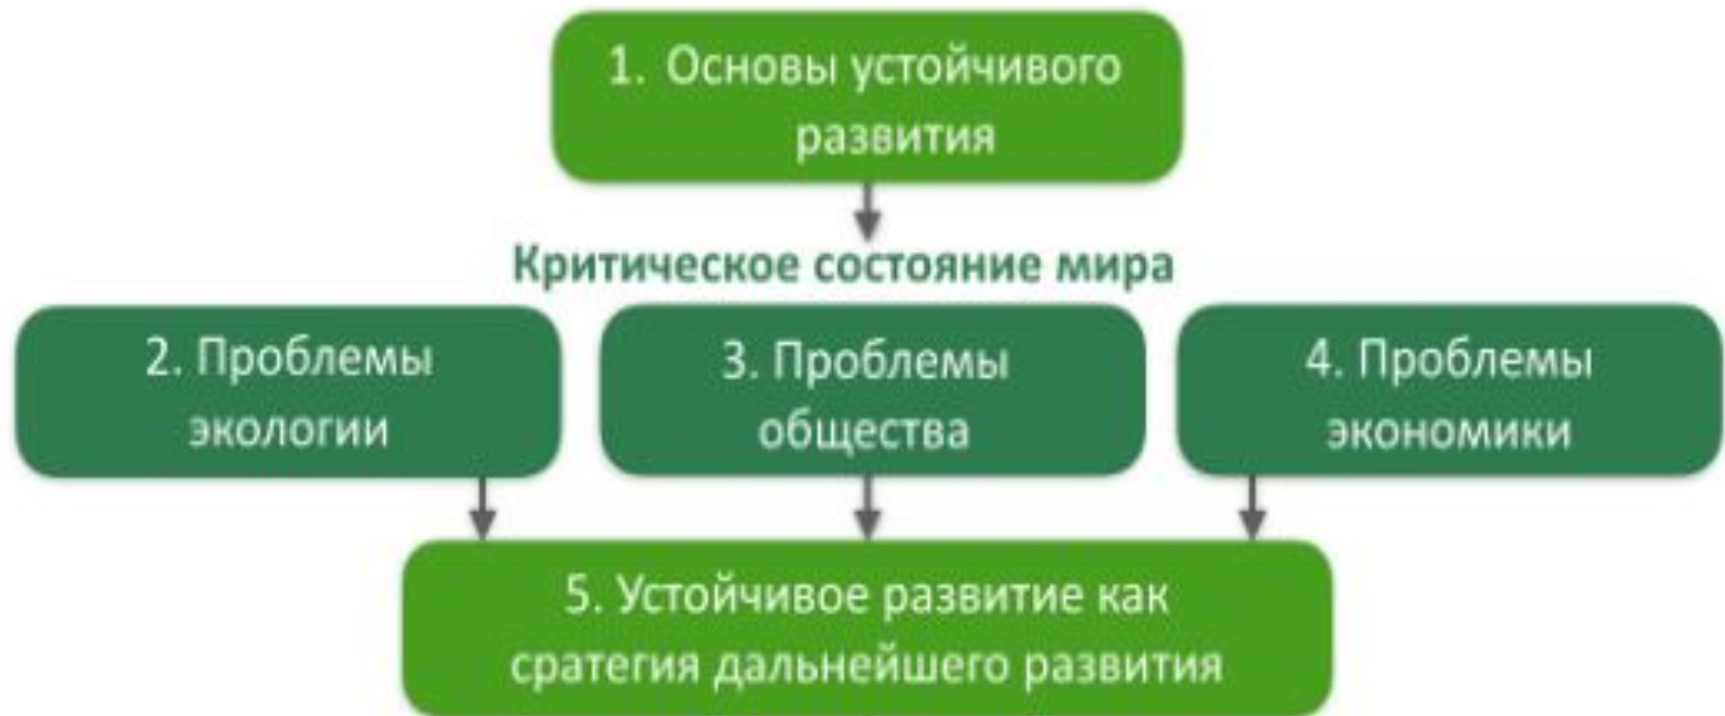 1. Основы устойчивого
развития
Критическое состояние мира
2. Проблемы
экологии
3. Проблемы
общества
4. Проблемы
экономики
5. Устойчивое развитие как
сратегия дальнейшего развития